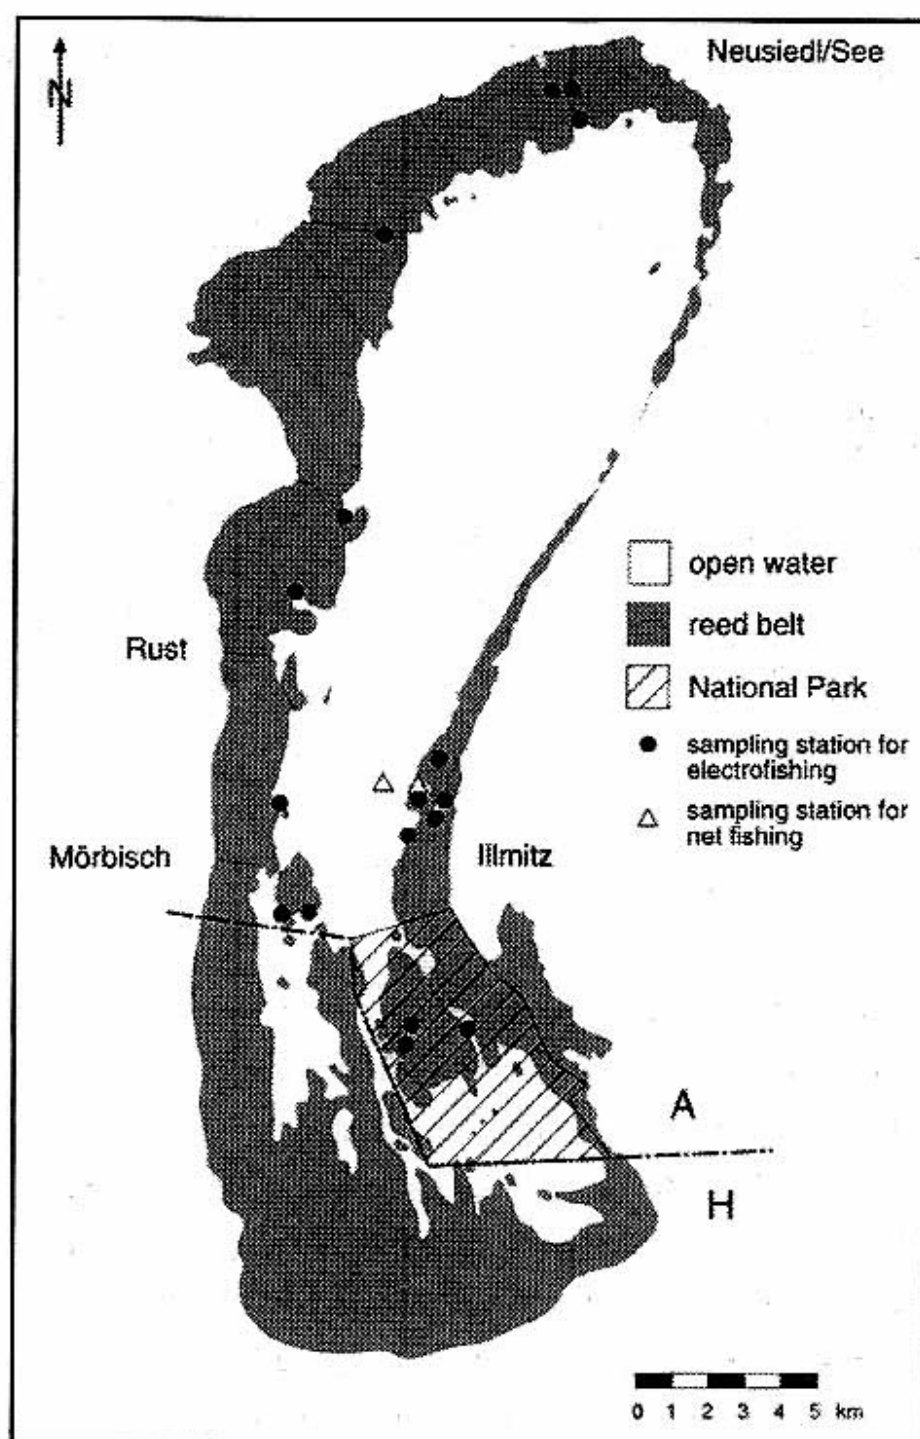 Neusiedl/See
N
open water
reed belt
Rust
National Park
sampling station for
electrofishing
sampling station for
net fishing
Mörbisch
Illmitz
A
H
0 1 2 3 4 5 km